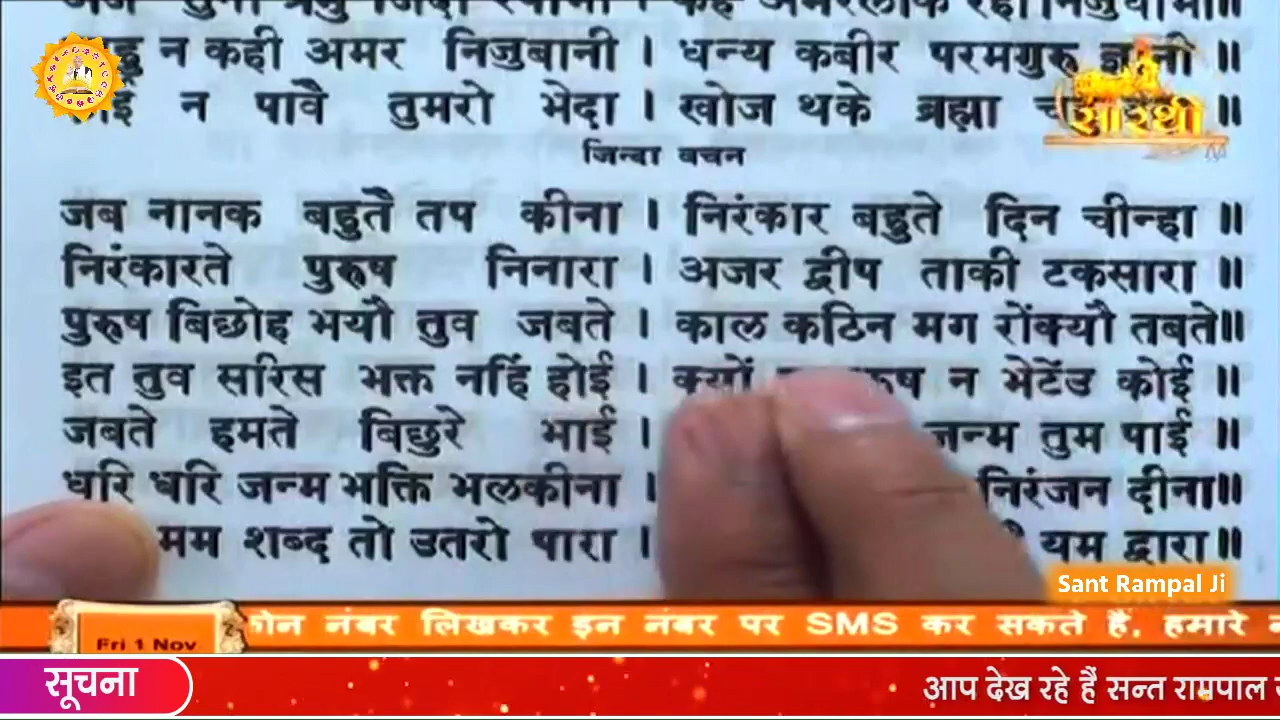 न कही अमर निजुबानी । धन्य कबीर परमगुरु ज्ञानी ॥
न पावै तुमरो भेदा । खोज थके ब्रह्मा ॥
सारथी
जिन्दा बचन
जब नानक बहुतै तप कीना । निरंकार बहुते दिन चीन्हा ॥
निरंकारते पुरुष निनारा । अजर द्वीप ताकी टकसारा ॥
पुरुष बिछोह भयौ तुव जबते । काल कठिन मग रोंक्यौ तबते॥
इत तुव सरिस भक्त नहिं होई । क्यों न भेटेंउ कोई ॥
जबते हमते बिछुरे भाई । जन्म तुम पाई ॥
धरि धरि जन्म भक्ति भलकीना । निरंजन दीना॥
मम शब्द तो उतरो पारा । यम द्वारा ॥
Sant Rampal Ji
Fri 1 Nov
फोन नंबर लिखकर इन नंबर पर SMS कर सकते हैं, हमारे
सूचना
आप देख रहे हैं सन्त रामपाल